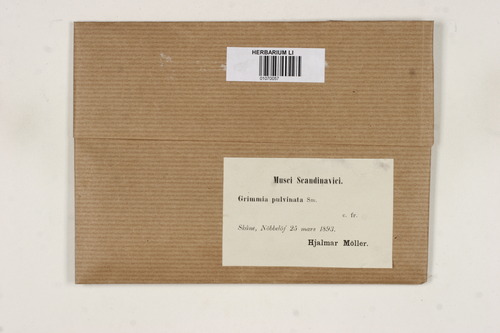 HERBARIUM LI
01070057
Musci Scandinavici.
Grimmia pulvinata Sm.
c. fr.
Skåne, Nöbbelöf 25 mars 1893.
Hjalmar Möller.